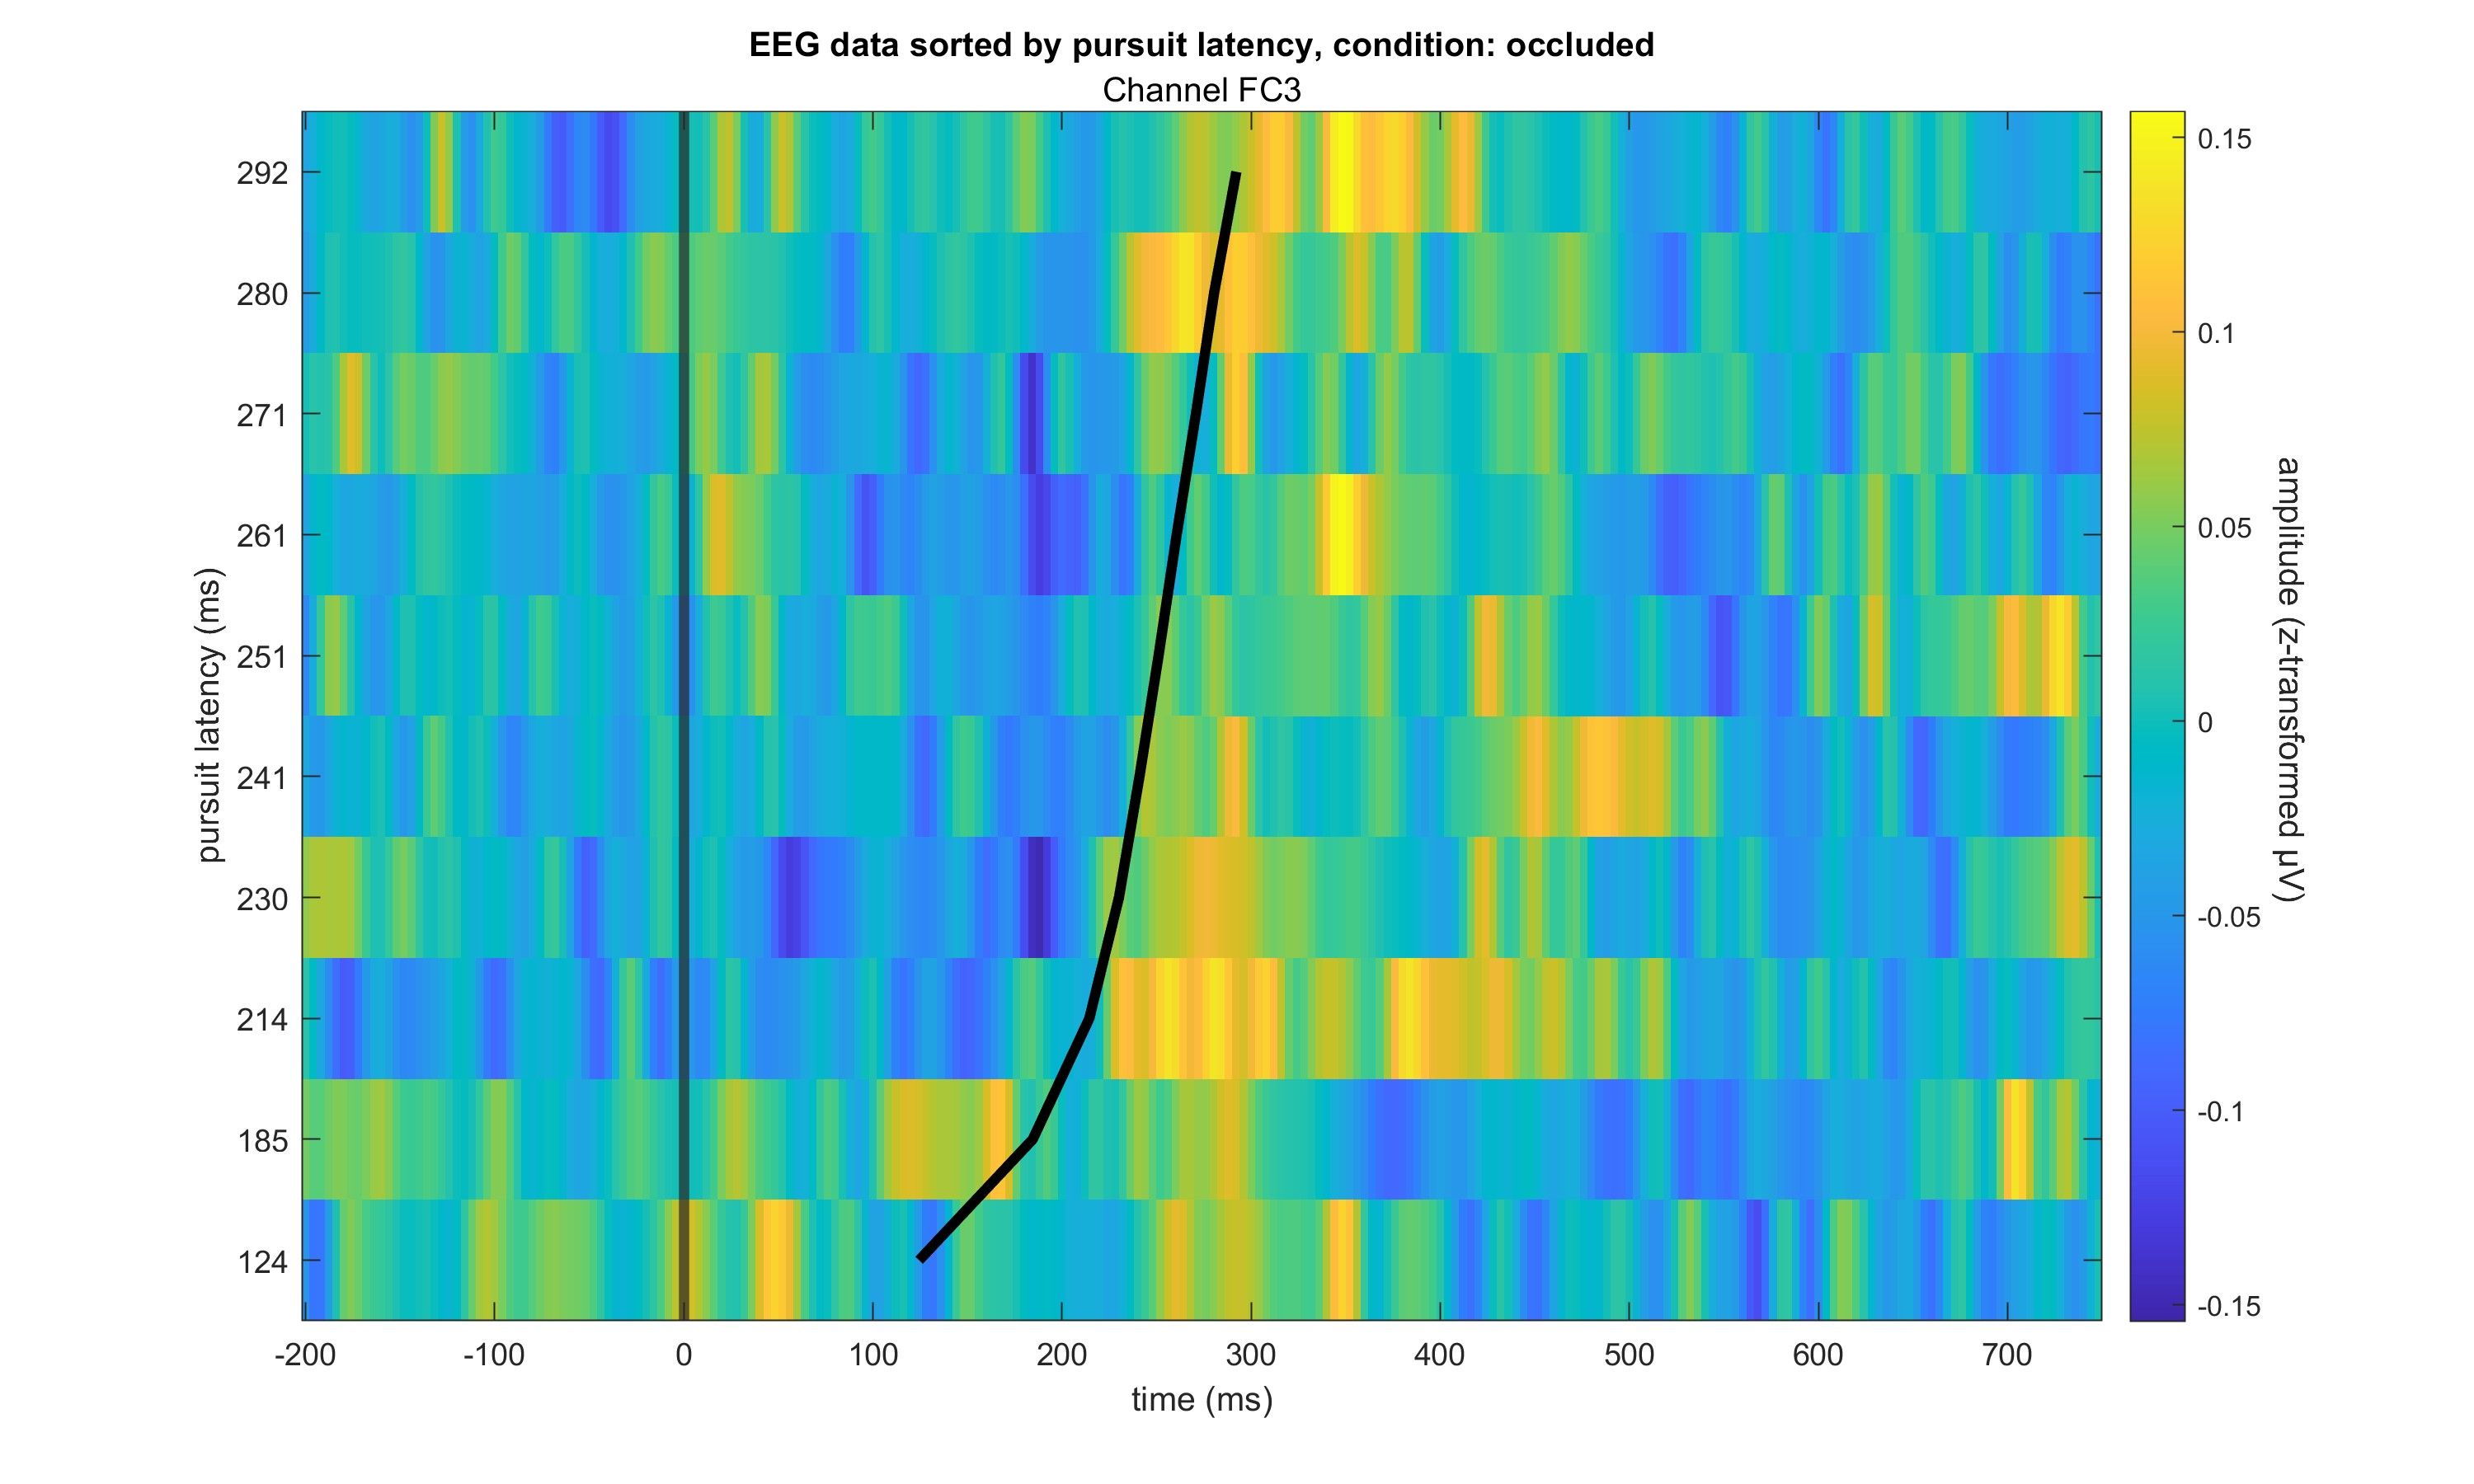 EEG data sorted by pursuit latency, condition: occluded
Channel FC3
pursuit latency (ms)
292
280
271
261
251
241
230
214
185
124
-200 -100 0 100 200 300 400 500 600 700
time (ms)
0.15
0.1
0.05
0
-0.05
-0.1
-0.15
amplitude (z-transformed µV)